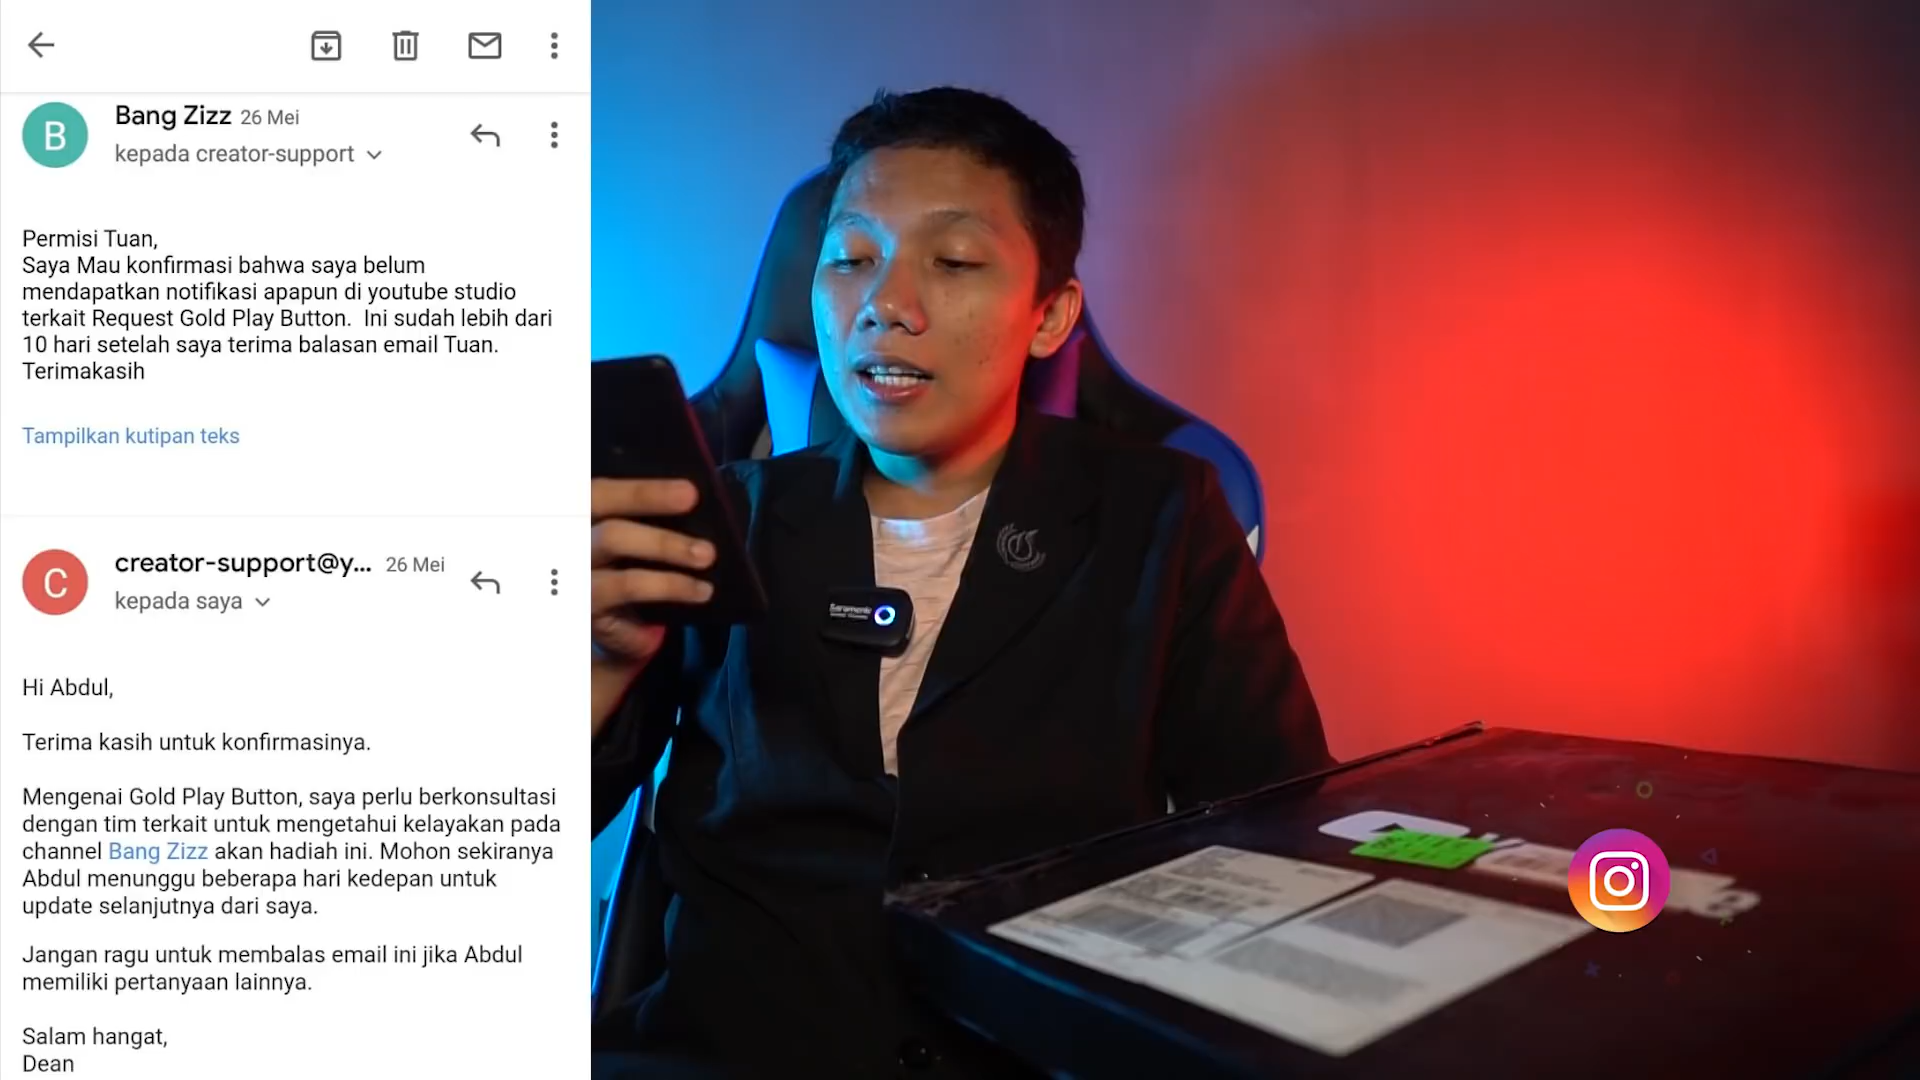 Bang Zizz 26 Mei
kepada creator-support
B
Permisi Tuan,
Saya Mau konfirmasi bahwa saya belum
mendapatkan notifikasi apapun di youtube studio
terkait Request Gold Play Button.  Ini sudah lebih dari
10 hari setelah saya terima balasan email Tuan.
Terimakasih
Tampilkan kutipan teks
creator-support@y... 26 Mei
kepada saya
C
Hi Abdul,
Terima kasih untuk konfirmasinya.
Mengenai Gold Play Button, saya perlu berkonsultasi
dengan tim terkait untuk mengetahui kelayakan pada
channel Bang Zizz akan hadiah ini. Mohon sekiranya
Abdul menunggu beberapa hari kedepan untuk
update selanjutnya dari saya.
Jangan ragu untuk membalas email ini jika Abdul
memiliki pertanyaan lainnya.
Salam hangat,
Dean
Saramonic